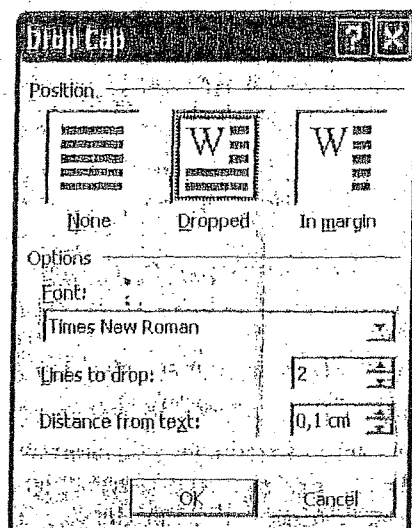 Drop Cap
Position
W W
None Dropped In margin
Options
Font:
Times New Roman
Lines to drop: 2
Distance from text: 0,1 cm
OK Cancel